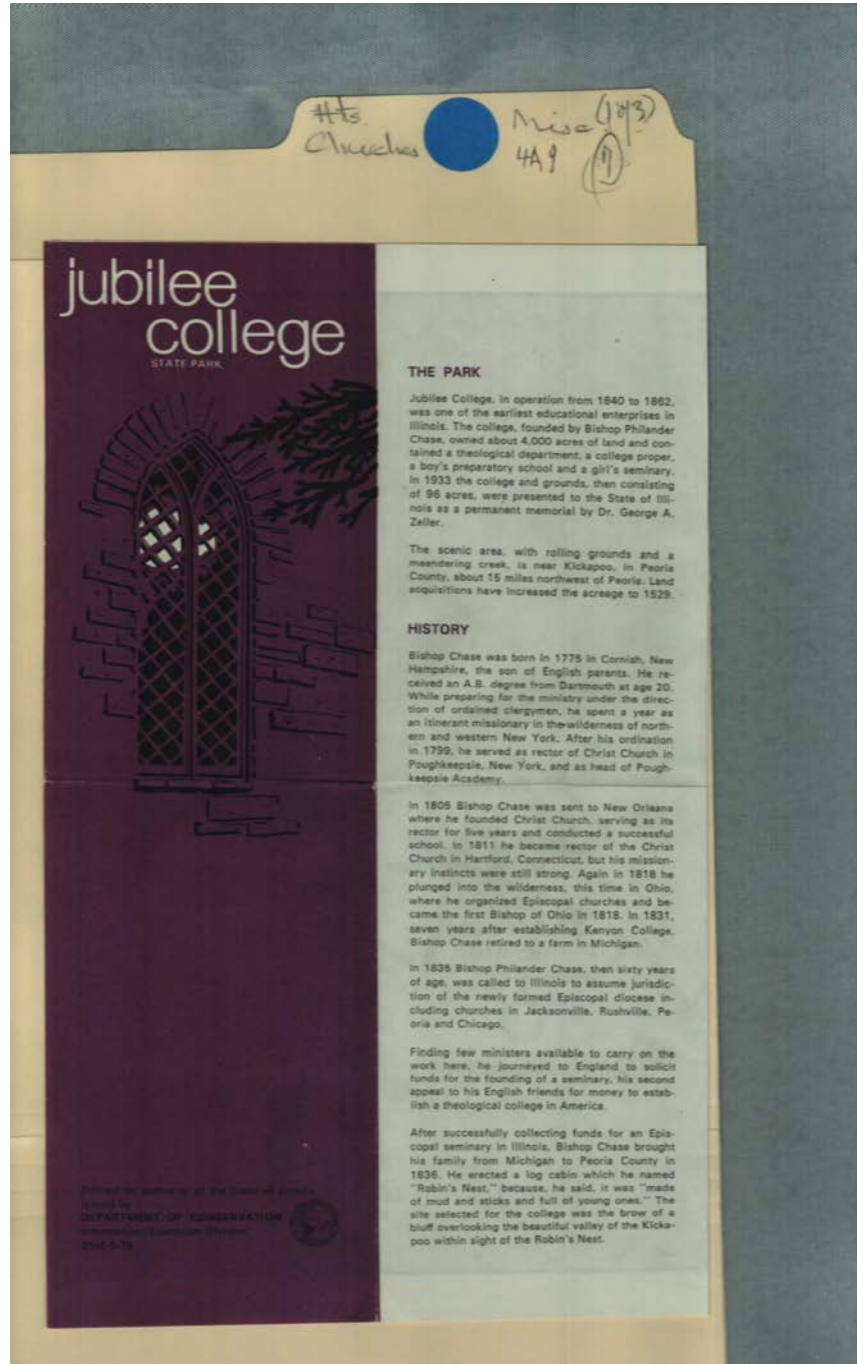 Hts. Misc (1 of 3)
Churches 4A9 (7)
jubilee
college
STATE PARK
THE PARK
Jubilee College, in operation from 1840 to 1862,
was one of the earliest educational enterprises in
Illinois. The college, founded by Bishop Philander
Chase, owned about 4,000 acres of land and con-
tained a theological department, a college proper,
a boy's preparatory school and a girl's seminary.
In 1933 the college and grounds, then consisting
of 96 acres, were presented to the State of Illi-
nois as a permanent memorial by Dr. George A.
Zeller.
The scenic area, with rolling grounds and a
meandering creek, is near Kickapoo, in Peoria
County, about 15 miles northwest of Peoria. Land
acquisitions have increased the acreage to 1529.
HISTORY
Bishop Chase was born in 1775 in Cornish, New
Hampshire, the son of English parents. He re-
ceived an A.B. degree from Dartmouth at age 20.
While preparing for the ministry under the direc-
tion of ordained clergymen, he spent a year as
an itinerant missionary in the wilderness of north-
ern and western New York. After his ordination
in 1799, he served as rector of Christ Church in
Poughkeepsie, New York, and as head of Pough-
keepsie Academy.
In 1805 Bishop Chase was sent to New Orleans
where he founded Christ Church, serving as its
rector for five years and conducted a successful
school. In 1811 he became rector of the Christ
Church in Hartford, Connecticut, but his mission-
ary instincts were still strong. Again in 1818 he
plunged into the wilderness, this time in Ohio,
where he organized Episcopal churches and be-
came the first Bishop of Ohio in 1818. In 1831,
seven years after establishing Kenyon College,
Bishop Chase retired to a farm in Michigan.
In 1835 Bishop Philander Chase, then sixty years
of age, was called to Illinois to assume jurisdic-
tion of the newly formed Episcopal diocese in-
cluding churches in Jacksonville, Rushville, Pe-
oria and Chicago.
Finding few ministers available to carry on the
work here, he journeyed to England to solicit
funds for the founding of a seminary, his second
appeal to his English friends for money to estab-
lish a theological college in America.
After successfully collecting funds for an Epis-
copal seminary in Illinois, Bishop Chase brought
his family from Michigan to Peoria County in
1836. He erected a log cabin which he named
"Robin's Nest," because, he said, it was "made
of mud and sticks and full of young ones." The
site selected for the college was the brow of a
bluff overlooking the beautiful valley of the Kicka-
poo within sight of the Robin's Nest.
Printed by authority of the State of Illinois
Issued by
DEPARTMENT OF CONSERVATION